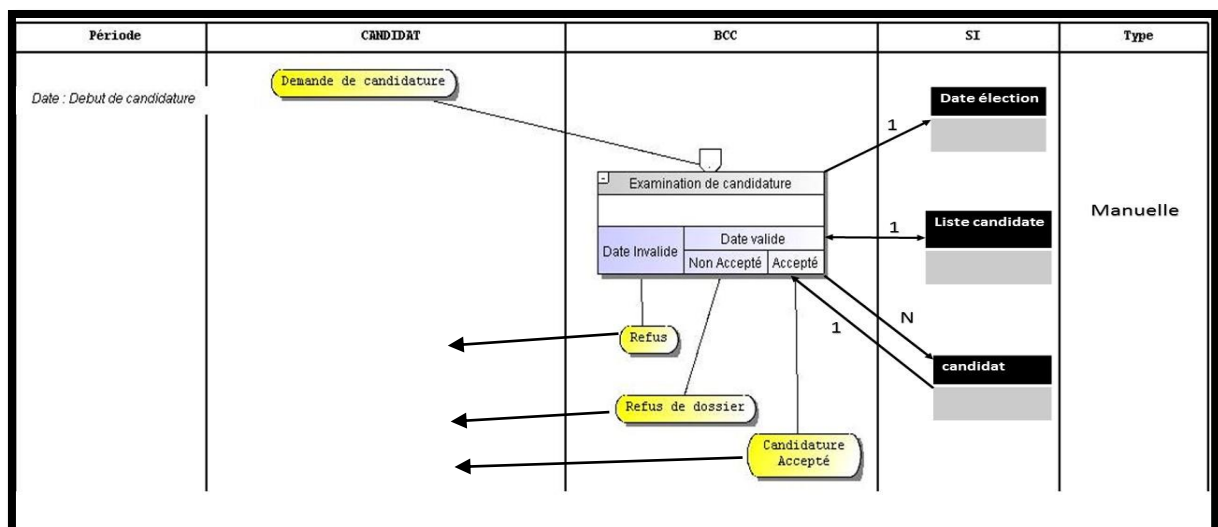 Période
CANDIDAT
BCC
SI
Type
Demande de candidature
Date : Debut de candidature
Date élection
1
Examination de candidature
Manuelle
Liste candidate
1
Date Invalide
Date valide
Non Accepté
Accepté
N
1
Refus
candidat
Refus de dossier
Candidature
Accepté